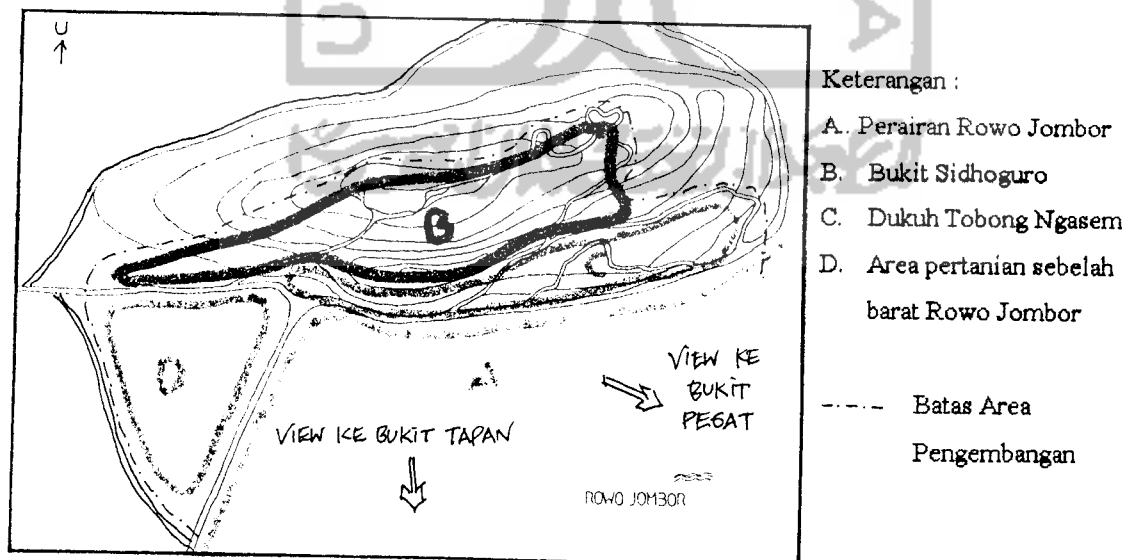 U
B
D
A
C
VIEW KE
BUKIT
PEGAT
VIEW KE BUKIT TAPAN
ROWO JOMBOR
Keterangan :
A. Perairan Rowo Jombor
B. Bukit Sidhoguro
C. Dukuh Tobong Ngasem
D. Area pertanian sebelah
barat Rowo Jombor
Batas Area
Pengembangan